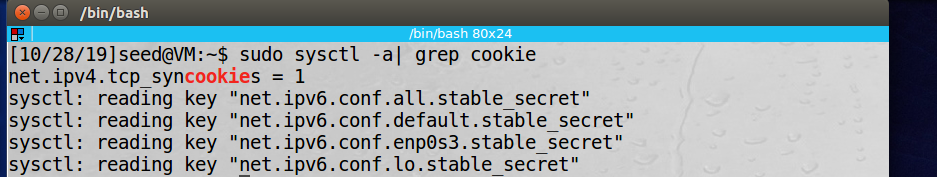 /bin/bash
/bin/bash 80x24
[10/28/19]seed@VM:~$ sudo sysctl -a| grep cookie
net.ipv4.tcp_syncookies = 1
sysctl: reading key "net.ipv6.conf.all.stable_secret"
sysctl: reading key "net.ipv6.conf.default.stable_secret"
sysctl: reading key "net.ipv6.conf.enp0s3.stable_secret"
sysctl: reading key "net.ipv6.conf.lo.stable_secret"